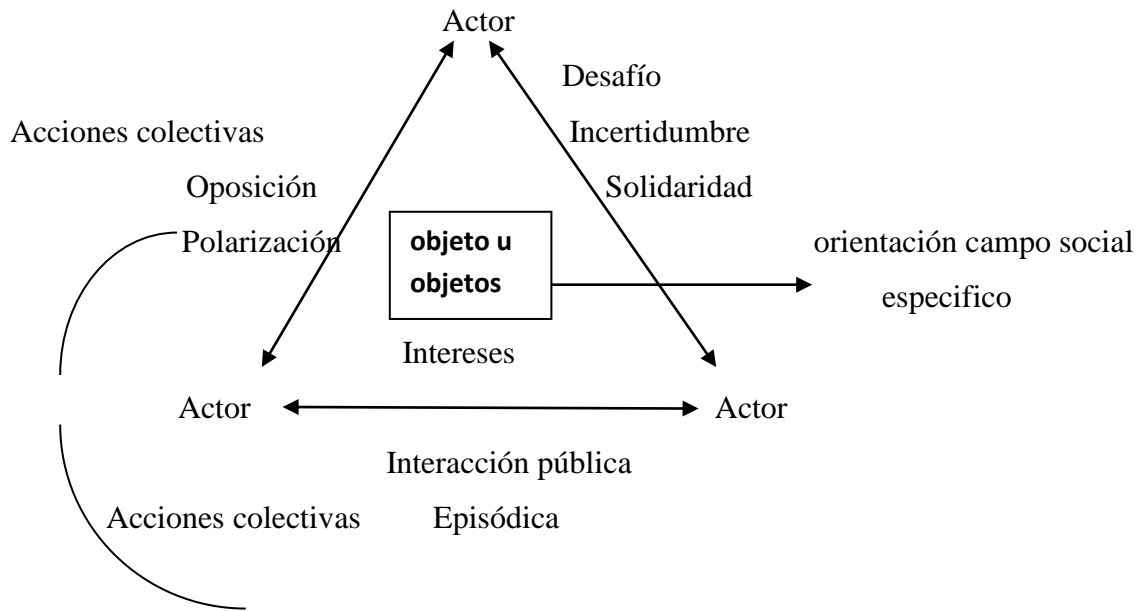 Actor
Desafío
Acciones colectivas
Incertidumbre
Oposición
Solidaridad
Polarización
objeto u
objetos
orientación campo social
especifico
Intereses
Actor
Actor
Interacción pública
Acciones colectivas
Episódica